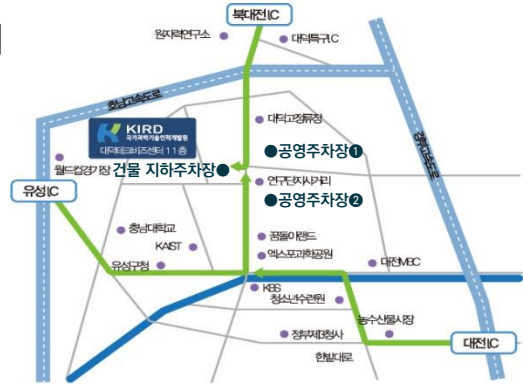 북대전IC
원자력연구소
대덕특구IC
충남고속도로
경부고속도로
대덕고정류장
KIRD
국가과학기술인력개발원
대덕테크비즈센터 11층
●공영주차장❶
월드컵경기장
건물 지하주차장●
연구단지사거리
유성IC
●공영주차장❷
충남대학교
KAIST
유성구청
꿈돌이랜드
엑스포과학공원
대전MBC
KBS
청소년수련원
정부제3청사
농수산물시장
대전IC
한밭대로